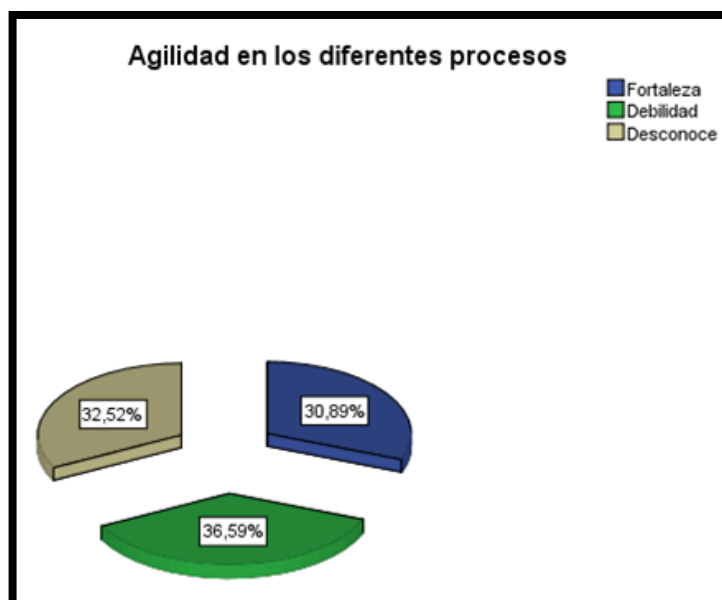 Agilidad en los diferentes procesos
Fortaleza
Debilidad
Desconoce
32,52%
30,89%
36,59%